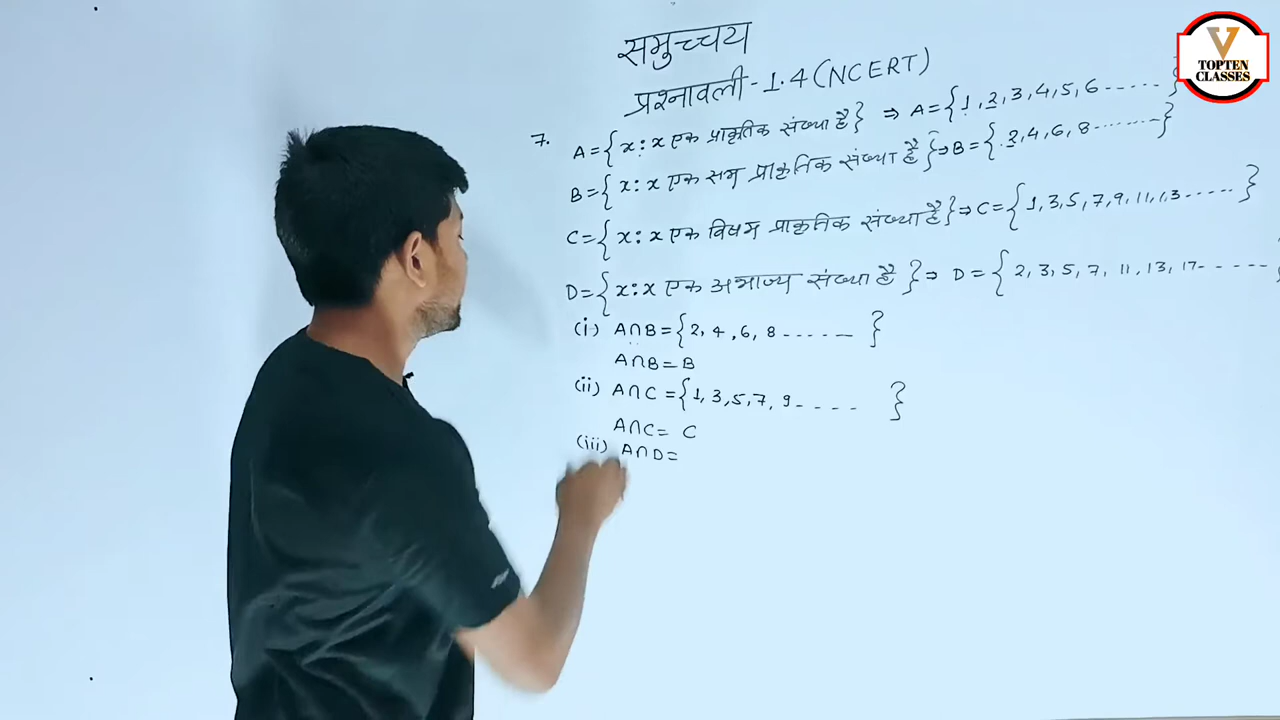 समुच्चय
प्रश्नावली-1.4 (NCERT)
7. A={x:x एक प्राकृतिक संख्या है} ⇒ A={1,2,3,4,5,6-----}
B={x:x एक सम प्राकृतिक संख्या है}⇒B={2,4,6,8--------}
C={x:x एक विषम प्राकृतिक संख्या है}⇒C={1,3,5,7,9,11,13-----}
D={x:x एक अभाज्य संख्या है}⇒ D={2,3,5,7,11,13,17------}
(i) A∩B={2,4,6,8------}
A∩B=B
(ii) A∩C={1,3,5,7,9----}
A∩C= C
(iii) A∩D=
V
TOPTEN
CLASSES